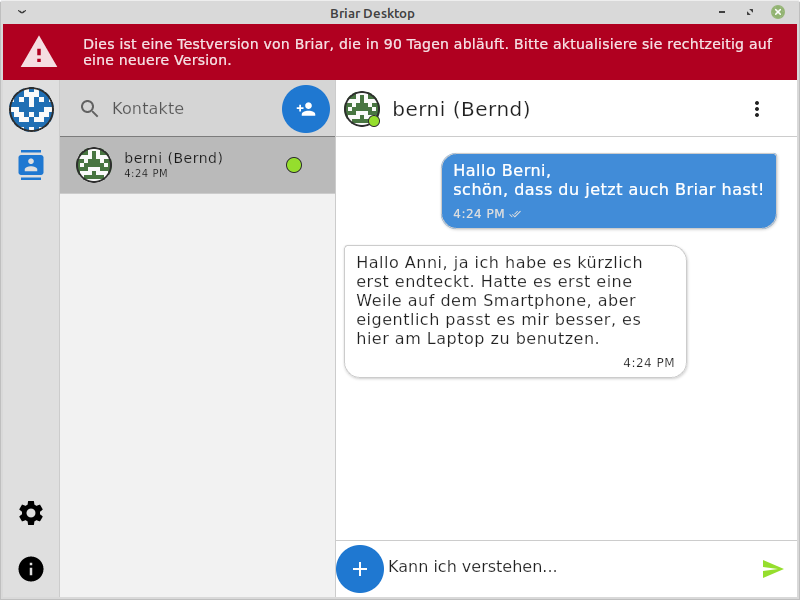 Briar Desktop
Dies ist eine Testversion von Briar, die in 90 Tagen abläuft. Bitte aktualisiere sie rechtzeitig auf
eine neuere Version.
Kontakte
berni (Bernd)
4:24 PM
berni (Bernd)
Hallo Berni,
schön, dass du jetzt auch Briar hast!
4:24 PM
Hallo Anni, ja ich habe es kürzlich
erst endteckt. Hatte es erst eine
Weile auf dem Smartphone, aber
eigentlich passt es mir besser, es
hier am Laptop zu benutzen.
4:24 PM
Kann ich verstehen...